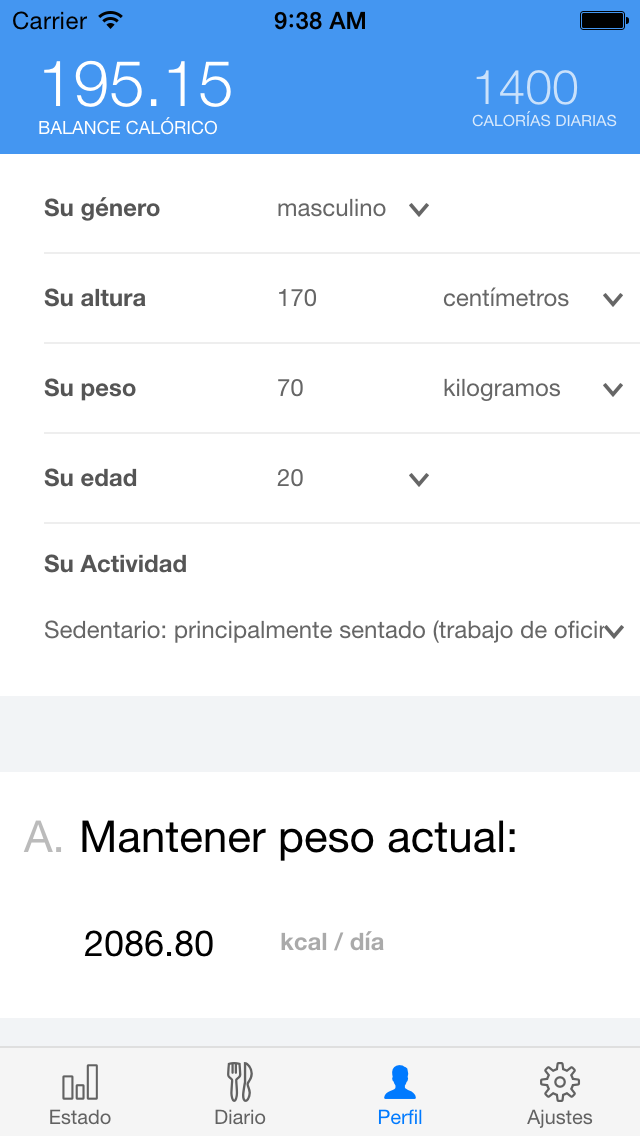 Carrier 9:38 AM
195.15 1400
BALANCE CALÓRICO CALORÍAS DIARIAS
Su género masculino
Su altura 170 centímetros
Su peso 70 kilogramos
Su edad 20
Su Actividad
Sedentario: principalmente sentado (trabajo de oficin
A. Mantener peso actual:
2086.80 kcal / día
Estado Diario Perfil Ajustes